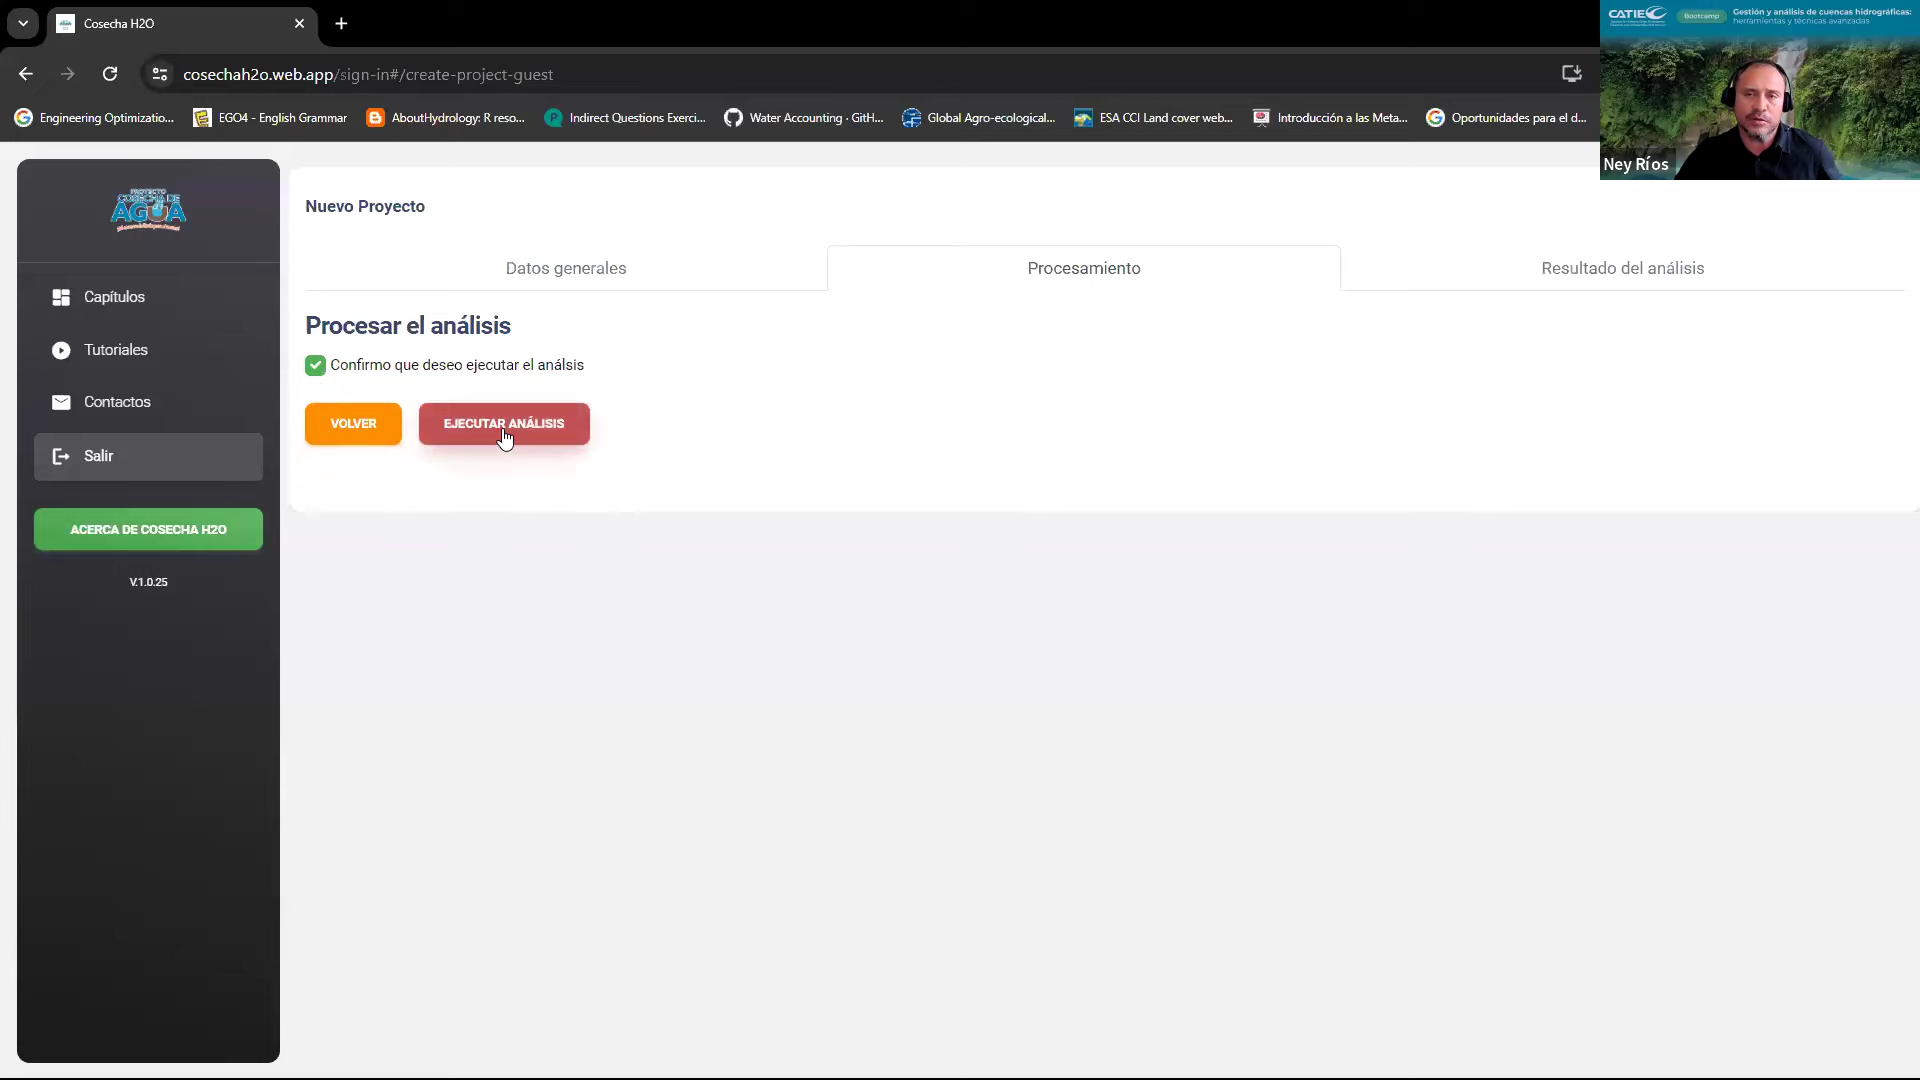 Cosecha H2O
CATIE
Bootcamp
Gestión y análisis de cuencas hidrográficas:
herramientas y técnicas avanzadas
cosechah2o.web.app/sign-in#/create-project-guest
Engineering Optimizatio...
EGO4 - English Grammar
AboutHydrology: R reso...
Indirect Questions Exerci...
Water Accounting · GitH...
Global Agro-ecological...
ESA CCI Land cover web...
Introducción a las Meta...
Oportunidades para el d...
Ney Ríos
PROYECTO
COSECHA DE
AGUA
Nuevo Proyecto
Datos generales
Procesamiento
Resultado del análisis
Capítulos
Tutoriales
Contactos
Salir
ACERCA DE COSECHA H2O
V.1.0.25
Procesar el análisis
Confirmo que deseo ejecutar el análsis
VOLVER
EJECUTAR ANÁLISIS